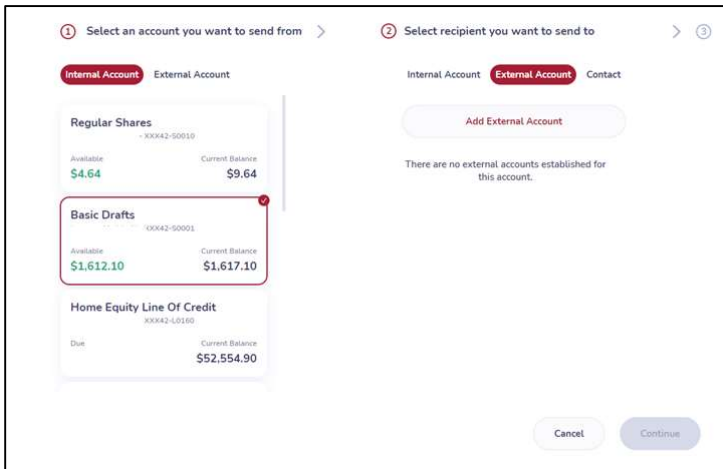 1 Select an account you want to send from
Internal Account External Account
Regular Shares
- XXX42-S0010
Available Current Balance
$4.64 $9.64
Basic Drafts
XXX42-S0001
Available Current Balance
$1,612.10 $1,617.10
Home Equity Line Of Credit
XXX42-L0160
Due Current Balance
$52,554.90
2 Select recipient you want to send to
3
Internal Account External Account Contact
Add External Account
There are no external accounts established for
this account.
Cancel Continue